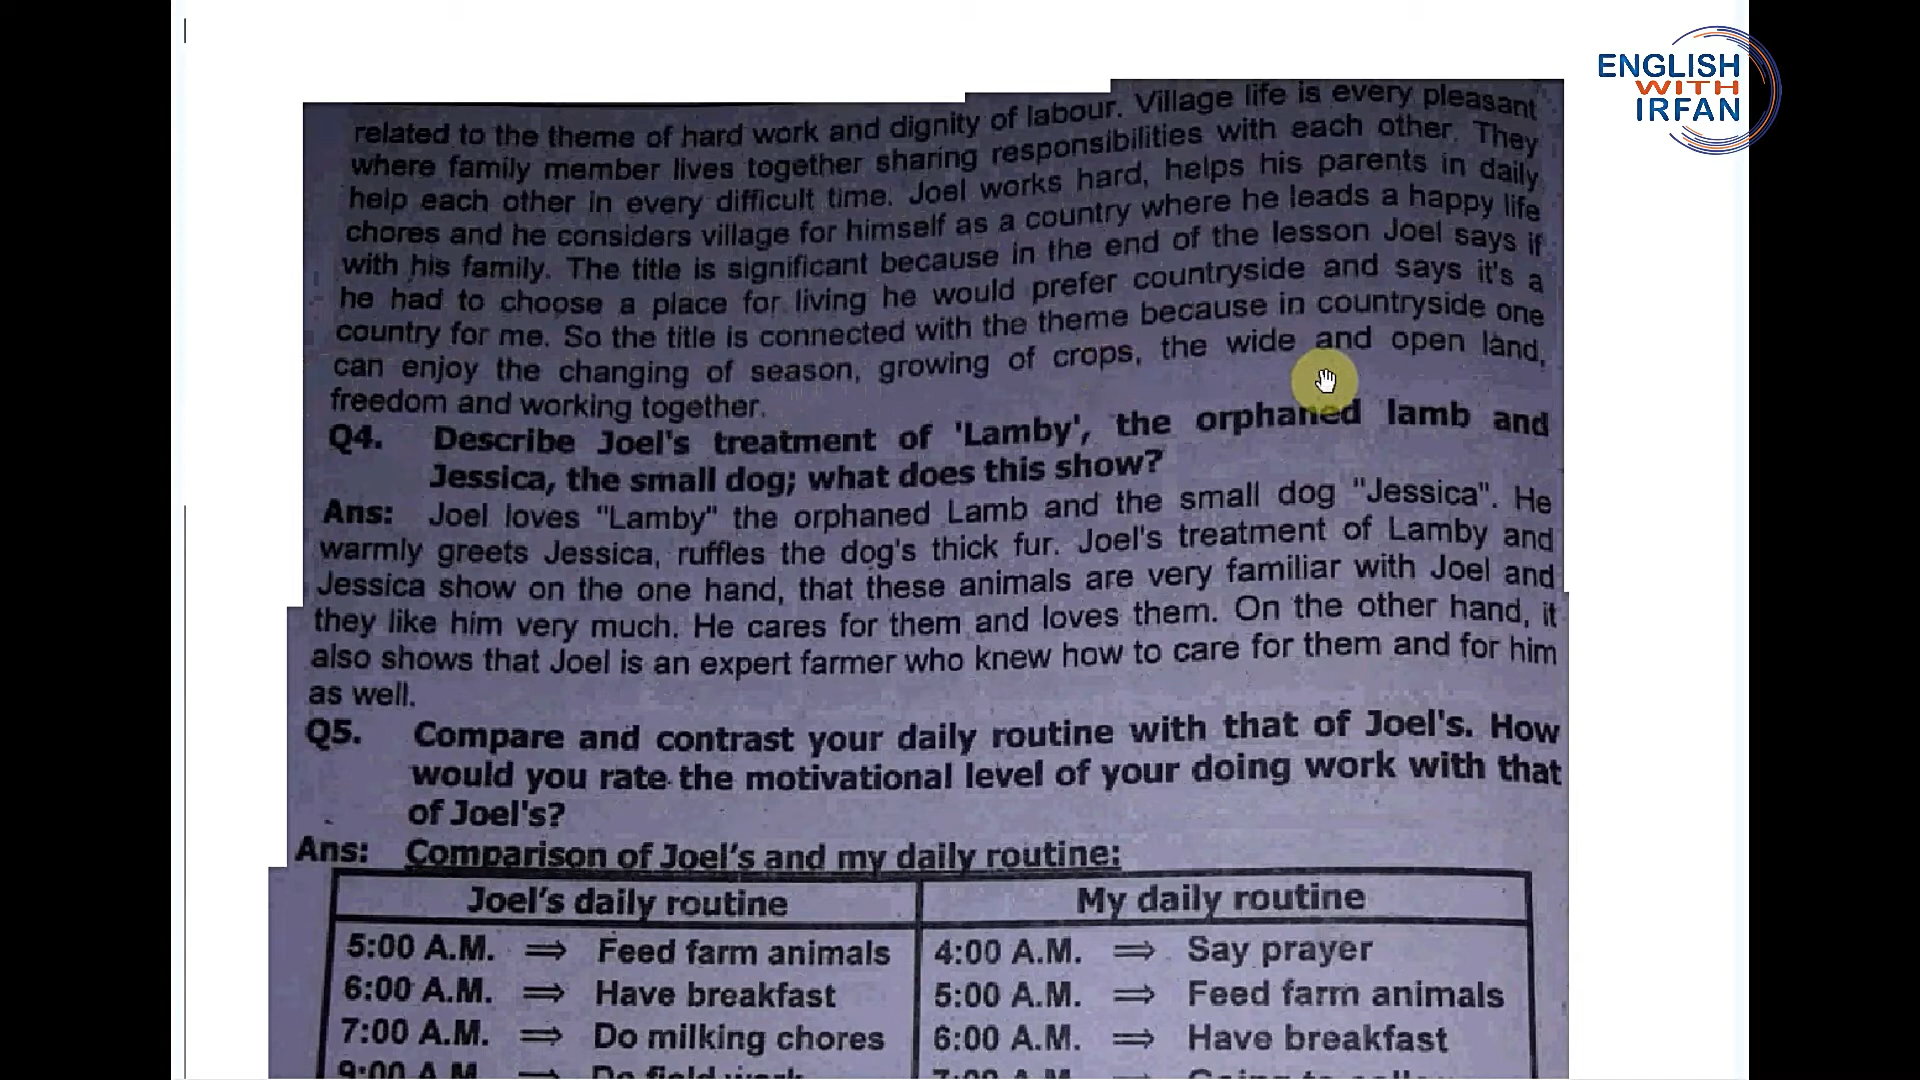 ENGLISH
WITH
IRFAN
related to the theme of hard work and dignity of labour. Village life is every pleasant
where family member lives together sharing responsibilities with each other. They
help each other in every difficult time. Joel works hard, helps his parents in daily
chores and he considers village for himself as a country where he leads a happy life
with his family. The title is significant because in the end of the lesson Joel says if
he had to choose a place for living he would prefer countryside and says it's a
country for me. So the title is connected with the theme because in countryside one
can enjoy the changing of season, growing of crops, the wide and open land,
freedom and working together.
Q4. Describe Joel's treatment of 'Lamby', the orphaned lamb and
Jessica, the small dog; what does this show?
Ans: Joel loves "Lamby" the orphaned Lamb and the small dog "Jessica". He
warmly greets Jessica, ruffles the dog's thick fur. Joel's treatment of Lamby and
Jessica show on the one hand, that these animals are very familiar with Joel and
they like him very much. He cares for them and loves them. On the other hand, it
also shows that Joel is an expert farmer who knew how to care for them and for him
as well.
Q5. Compare and contrast your daily routine with that of Joel's. How
would you rate the motivational level of your doing work with that
of Joel's?
Ans: Comparison of Joel's and my daily routine:
Joel's daily routine My daily routine
5:00 A.M. ⇒ Feed farm animals 4:00 A.M. ⇒ Say prayer
6:00 A.M. ⇒ Have breakfast 5:00 A.M. ⇒ Feed farm animals
7:00 A.M. ⇒ Do milking chores 6:00 A.M. ⇒ Have breakfast
9:00 A.M. ⇒ Do field work 7:00 A.M. ⇒ Going to